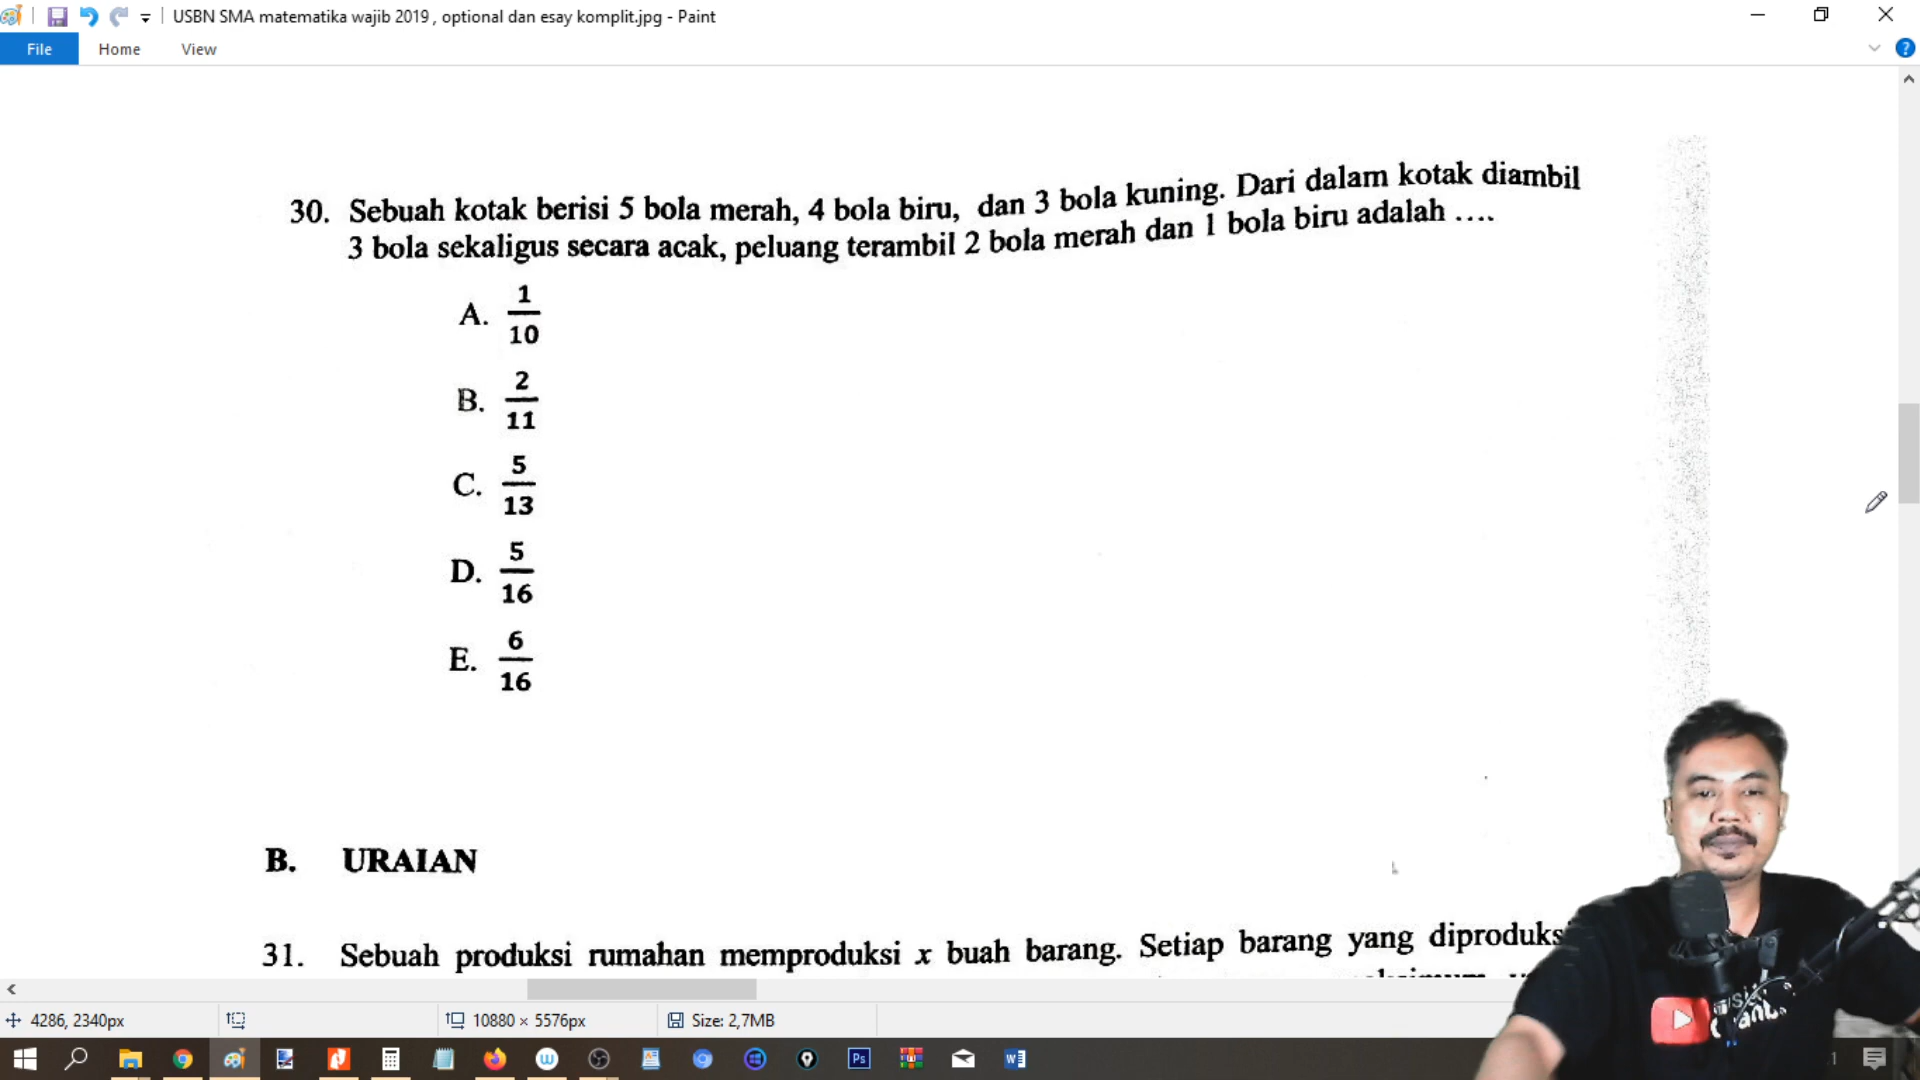 USBN SMA matematika wajib 2019 , optional dan esay komplit.jpg - Paint
File Home View
30. Sebuah kotak berisi 5 bola merah, 4 bola biru, dan 3 bola kuning. Dari dalam kotak diambil
3 bola sekaligus secara acak, peluang terambil 2 bola merah dan 1 bola biru adalah ....
A. 1/10
B. 2/11
C. 5/13
D. 5/16
E. 6/16
B. URAIAN
31. Sebuah produksi rumahan memproduksi x buah barang. Setiap barang yang diproduks
4286, 2340px
10880 × 5576px
Size: 2,7MB
Ps
1